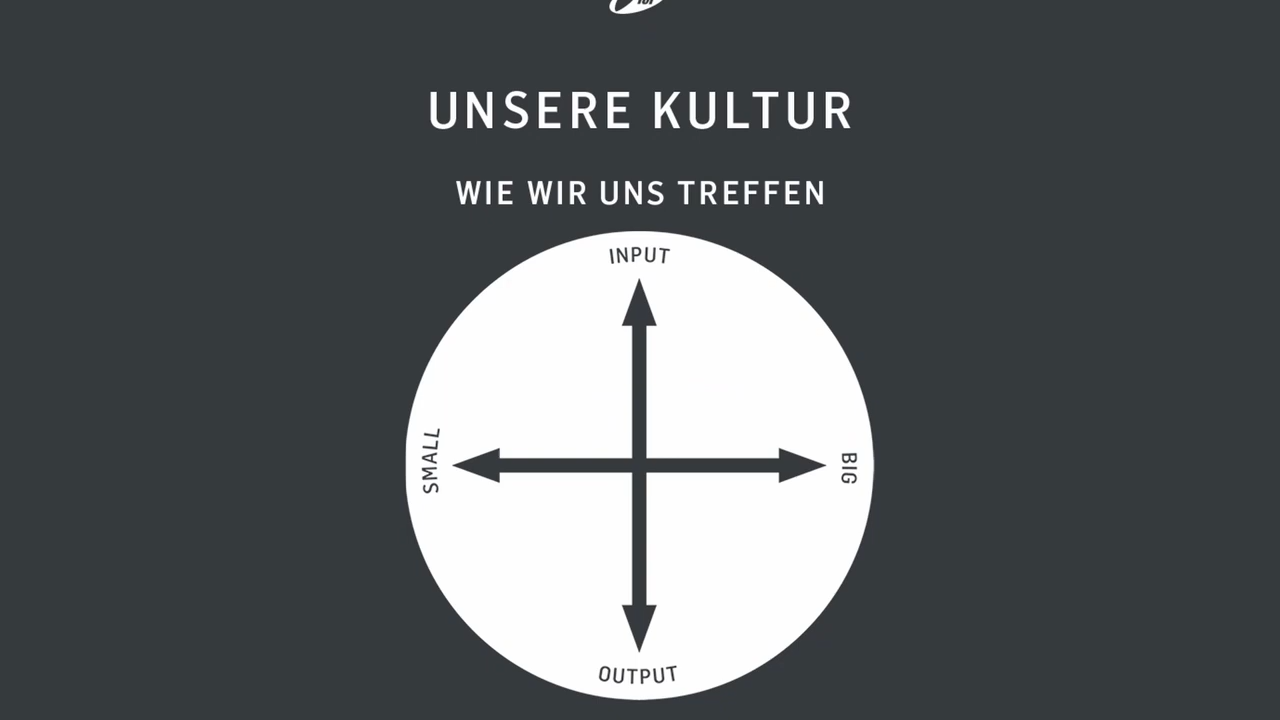 UNSERE KULTUR
WIE WIR UNS TREFFEN
INPUT
SMALL
BIG
OUTPUT